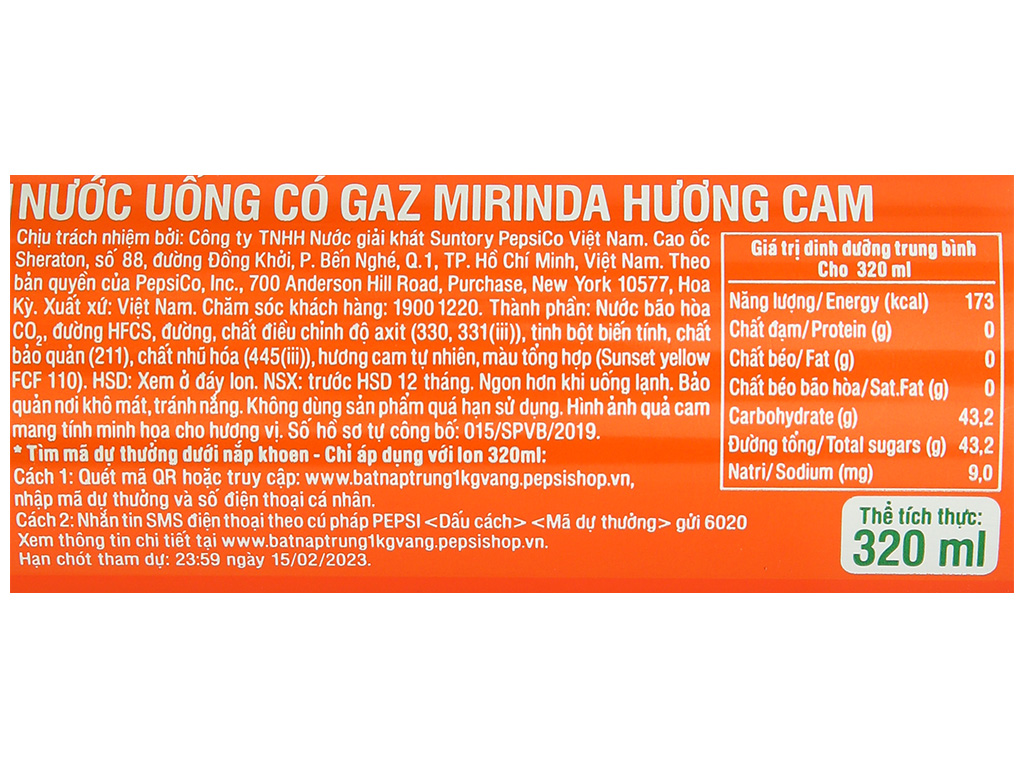 NƯỚC UỐNG CÓ GAZ MIRINDA HƯƠNG CAM
Chịu trách nhiệm bởi: Công ty TNHH Nước giải khát Suntory PepsiCo Việt Nam. Cao ốc
Sheraton, số 88, đường Đồng Khởi, P. Bến Nghé, Q.1, TP. Hồ Chí Minh, Việt Nam. Theo
bản quyền của PepsiCo, Inc., 700 Anderson Hill Road, Purchase, New York 10577, Hoa
Kỳ. Xuất xứ: Việt Nam. Chăm sóc khách hàng: 1900 1220. Thành phần: Nước bão hòa
CO₂, đường HFCS, đường, chất điều chỉnh độ axit (330, 331(iii)), tinh bột biến tính, chất
bảo quản (211), chất nhũ hóa (445(iii)), hương cam tự nhiên, màu tổng hợp (Sunset yellow
FCF 110). HSD: Xem ở đáy lon. NSX: trước HSD 12 tháng. Ngon hơn khi uống lạnh. Bảo
quản nơi khô mát, tránh nắng. Không dùng sản phẩm quá hạn sử dụng. Hình ảnh quả cam
mang tính minh họa cho hương vị. Số hồ sơ tự công bố: 015/SPVB/2019.
* Tìm mã dự thưởng dưới nắp khoen - Chỉ áp dụng với lon 320ml:
Cách 1: Quét mã QR hoặc truy cập: www.batnaptrung1kgvang.pepsishop.vn,
nhập mã dự thưởng và số điện thoại cá nhân.
Cách 2: Nhắn tin SMS điện thoại theo cú pháp PEPSI <Dấu cách> <Mã dự thưởng> gửi 6020
Xem thông tin chi tiết tại www.batnaptrung1kgvang.pepsishop.vn.
Hạn chót tham dự: 23:59 ngày 15/02/2023.
Giá trị dinh dưỡng trung bình
Cho 320 ml
Năng lượng/Energy (kcal) 173
Chất đạm/Protein (g) 0
Chất béo/Fat (g) 0
Chất béo bão hòa/Sat.Fat (g) 0
Carbohydrate (g) 43,2
Đường tổng/Total sugars (g) 43,2
Natri/Sodium (mg) 9,0
Thể tích thực:
320 ml